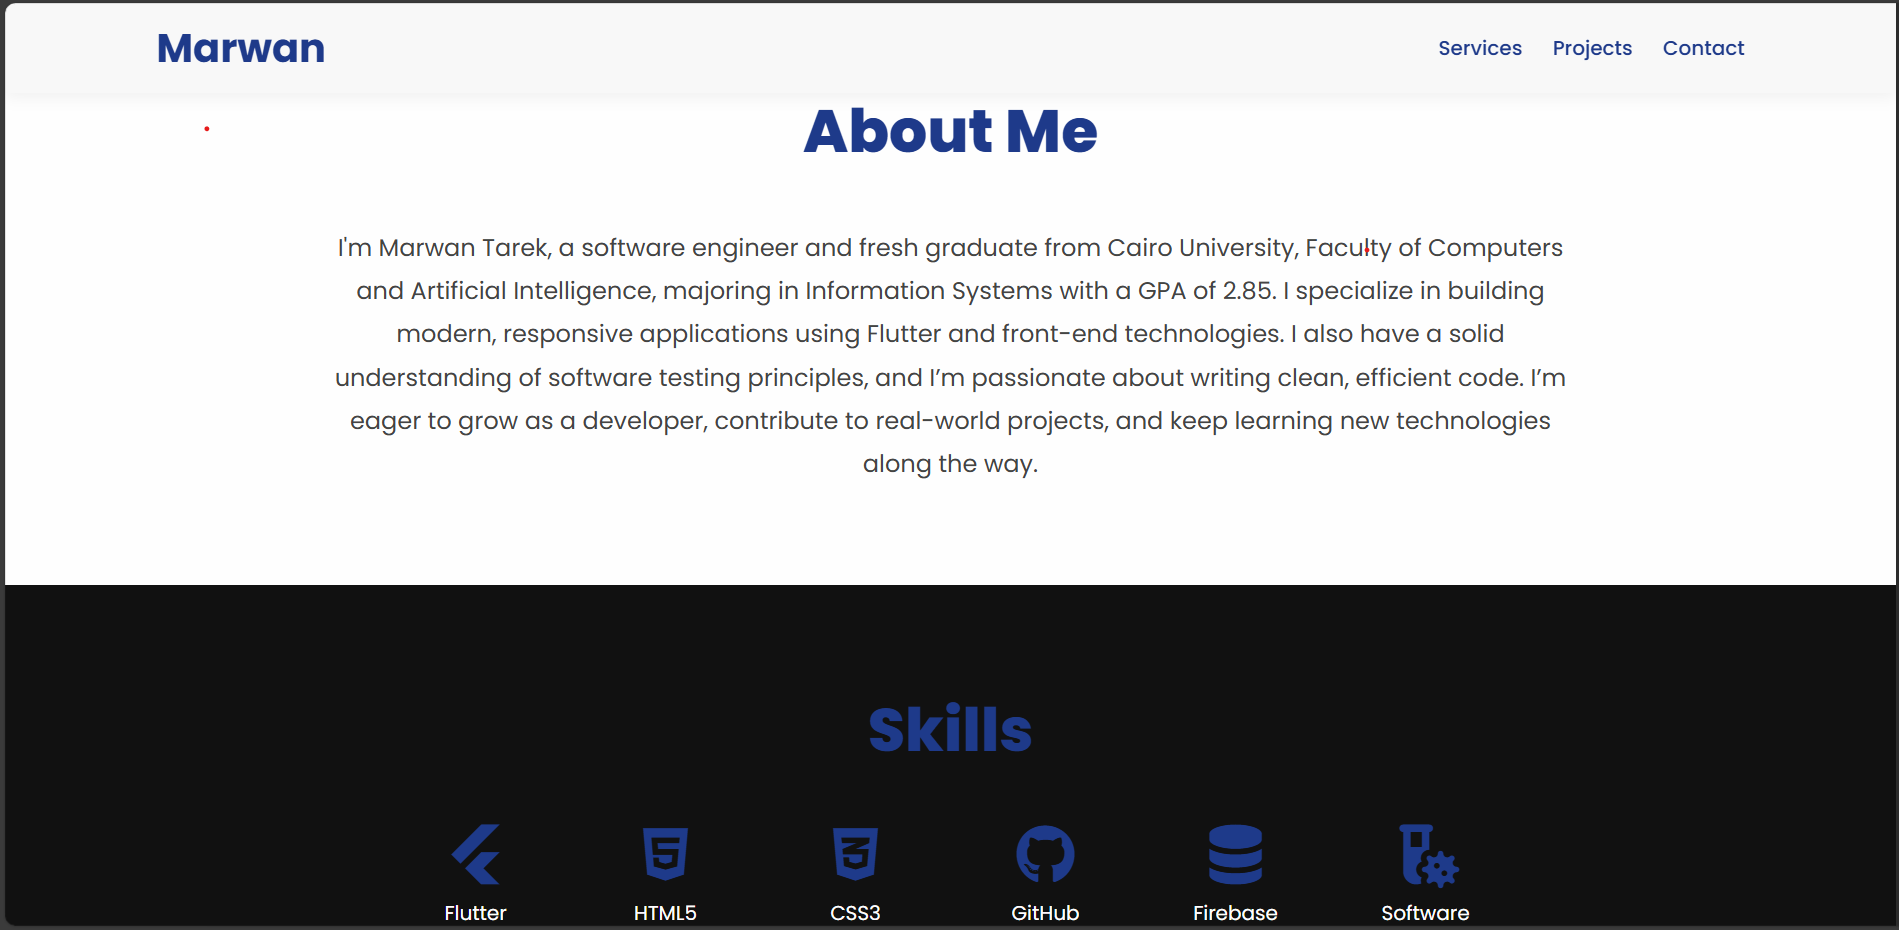 Marwan
Services Projects Contact
About Me
I'm Marwan Tarek, a software engineer and fresh graduate from Cairo University, Faculty of Computers
and Artificial Intelligence, majoring in Information Systems with a GPA of 2.85. I specialize in building
modern, responsive applications using Flutter and front-end technologies. I also have a solid
understanding of software testing principles, and I’m passionate about writing clean, efficient code. I’m
eager to grow as a developer, contribute to real-world projects, and keep learning new technologies
along the way.
Skills
Flutter HTML5 CSS3 GitHub Firebase Software